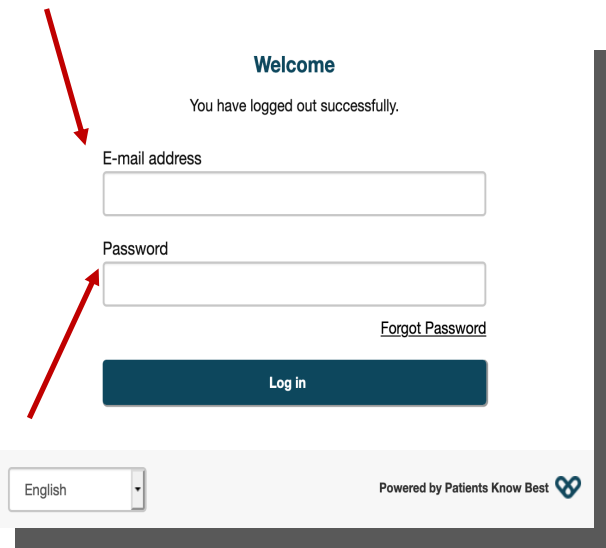 Welcome
You have logged out successfully.
E-mail address
Password
Forgot Password
Log in
English
Powered by Patients Know Best